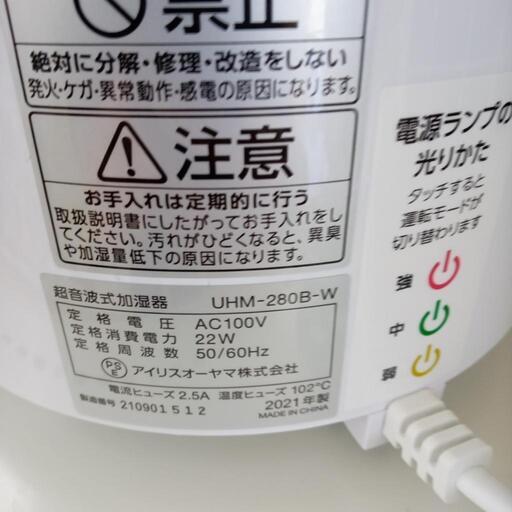 禁止
絶対に分解・修理・改造をしない
発火・ケガ・異常動作・感電の原因になります。
注意
お手入れは定期的に行う
取扱説明書にしたがってお手入れをし
てください。汚れがひどくなると、異臭
や加湿量低下の原因になります。
超音波式加湿器 UHM-280B-W
定格電圧 AC100V
定格消費電力 22W
定格周波数 50/60Hz
PSE アイリスオーヤマ株式会社
電流ヒューズ 2.5A 温度ヒューズ 102°C
製造番号 210901512 2021年製
MADE IN CHINA
電源ランプの
光りかた
タッチすると
運転モードが
切り替わります
強
中
弱